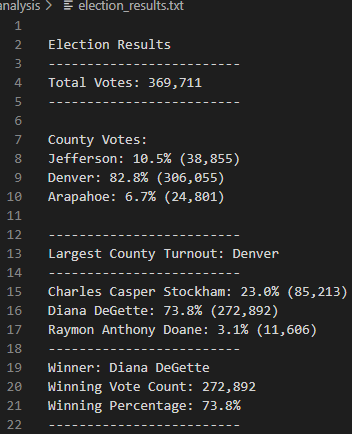 analysis > election_results.txt
1
2 Election Results
3 -------------------------
4 Total Votes: 369,711
5 -------------------------
6
7 County Votes:
8 Jefferson: 10.5% (38,855)
9 Denver: 82.8% (306,055)
10 Arapahoe: 6.7% (24,801)
11
12 -------------------------
13 Largest County Turnout: Denver
14 -------------------------
15 Charles Casper Stockham: 23.0% (85,213)
16 Diana DeGette: 73.8% (272,892)
17 Raymon Anthony Doane: 3.1% (11,606)
18 -------------------------
19 Winner: Diana DeGette
20 Winning Vote Count: 272,892
21 Winning Percentage: 73.8%
22 -------------------------